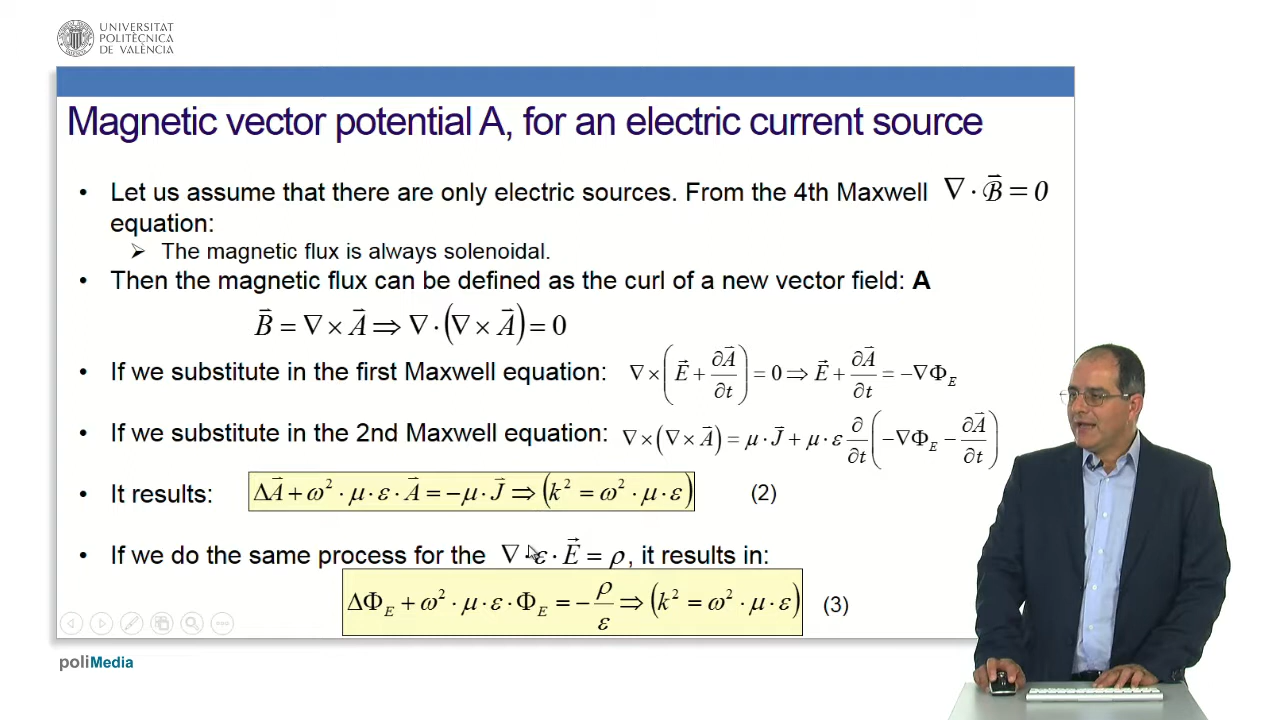 UNIVERSITAT
POLITÈCNICA
DE VALÈNCIA
Magnetic vector potential A, for an electric current source
• Let us assume that there are only electric sources. From the 4th Maxwell ∇ · B⃗ = 0
equation:
➢ The magnetic flux is always solenoidal.
• Then the magnetic flux can be defined as the curl of a new vector field: A
B⃗ = ∇ × A⃗ ⇒ ∇ · (∇ × A⃗) = 0
• If we substitute in the first Maxwell equation: ∇ × (E⃗ + ∂A⃗/∂t) = 0 ⇒ E⃗ + ∂A⃗/∂t = −∇Φ_E
• If we substitute in the 2nd Maxwell equation: ∇ × (∇ × A⃗) = μ · J⃗ + μ · ε ∂/∂t (−∇Φ_E − ∂A⃗/∂t)
• It results: ΔA⃗ + ω² · μ · ε · A⃗ = −μ · J⃗ ⇒ (k² = ω² · μ · ε) (2)
• If we do the same process for the ∇ · ε · E⃗ = ρ, it results in:
ΔΦ_E + ω² · μ · ε · Φ_E = −ρ/ε ⇒ (k² = ω² · μ · ε) (3)
poliMedia